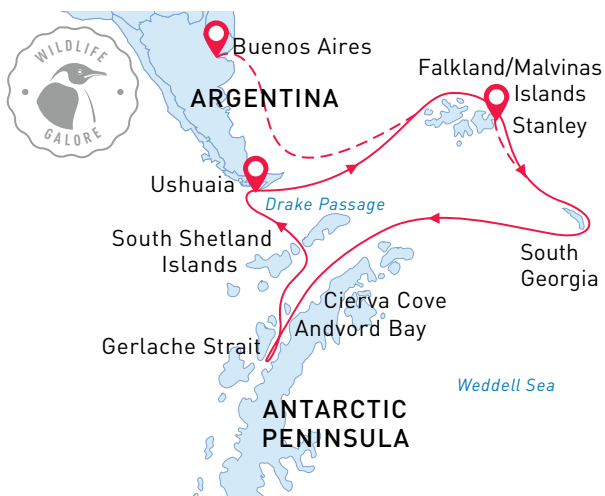 WILDLIFE
GALORE
Buenos Aires
ARGENTINA
Falkland/Malvinas
Islands
Stanley
Ushuaia
Drake Passage
South Shetland
Islands
South
Georgia
Cierva Cove
Andvord Bay
Gerlache Strait
Weddell Sea
ANTARCTIC
PENINSULA